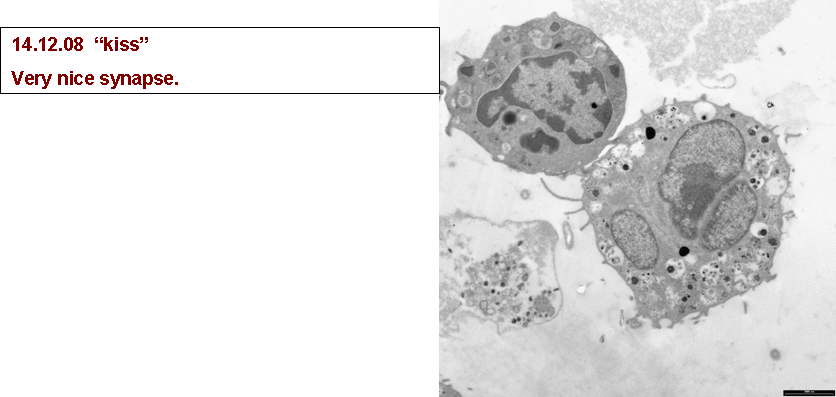 14.12.08 “kiss”
Very nice synapse.